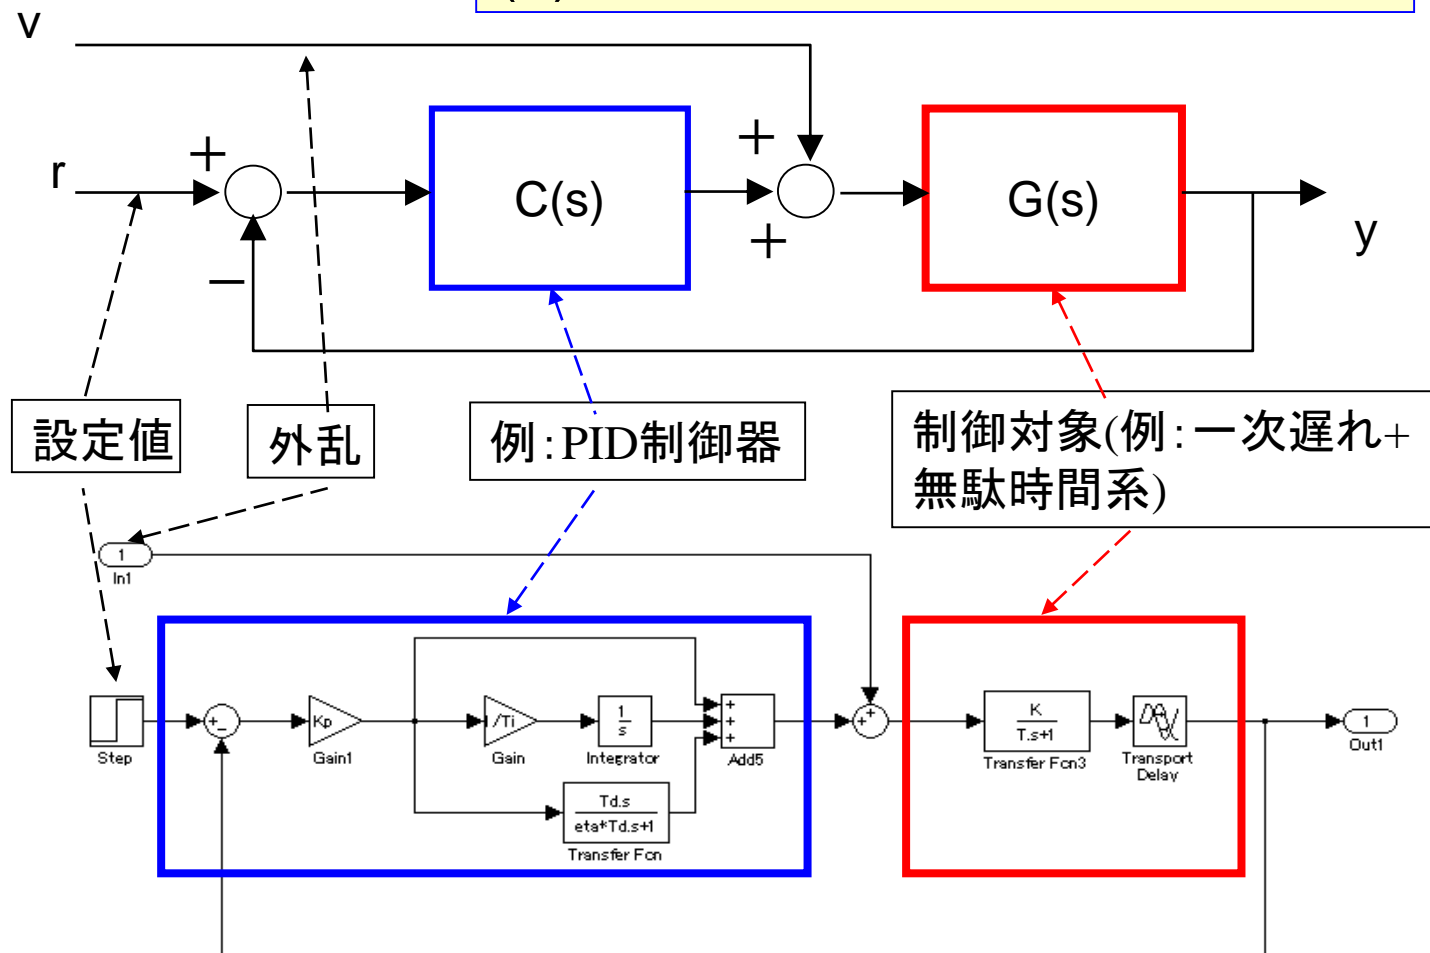 v
r
+
−
C(s)
+
+
G(s)
y
設定値
外乱
例：PID制御器
制御対象(例：一次遅れ+
無駄時間系)
1
In1
Step
+
−
Kp
Gain1
/Ti
Gain
1
s
Integrator
+
+
+
Add5
Td.s
eta*Td.s+1
Transfer Fcn
+
+
K
T.s+1
Transfer Fcn3
Transport
Delay
1
Out1